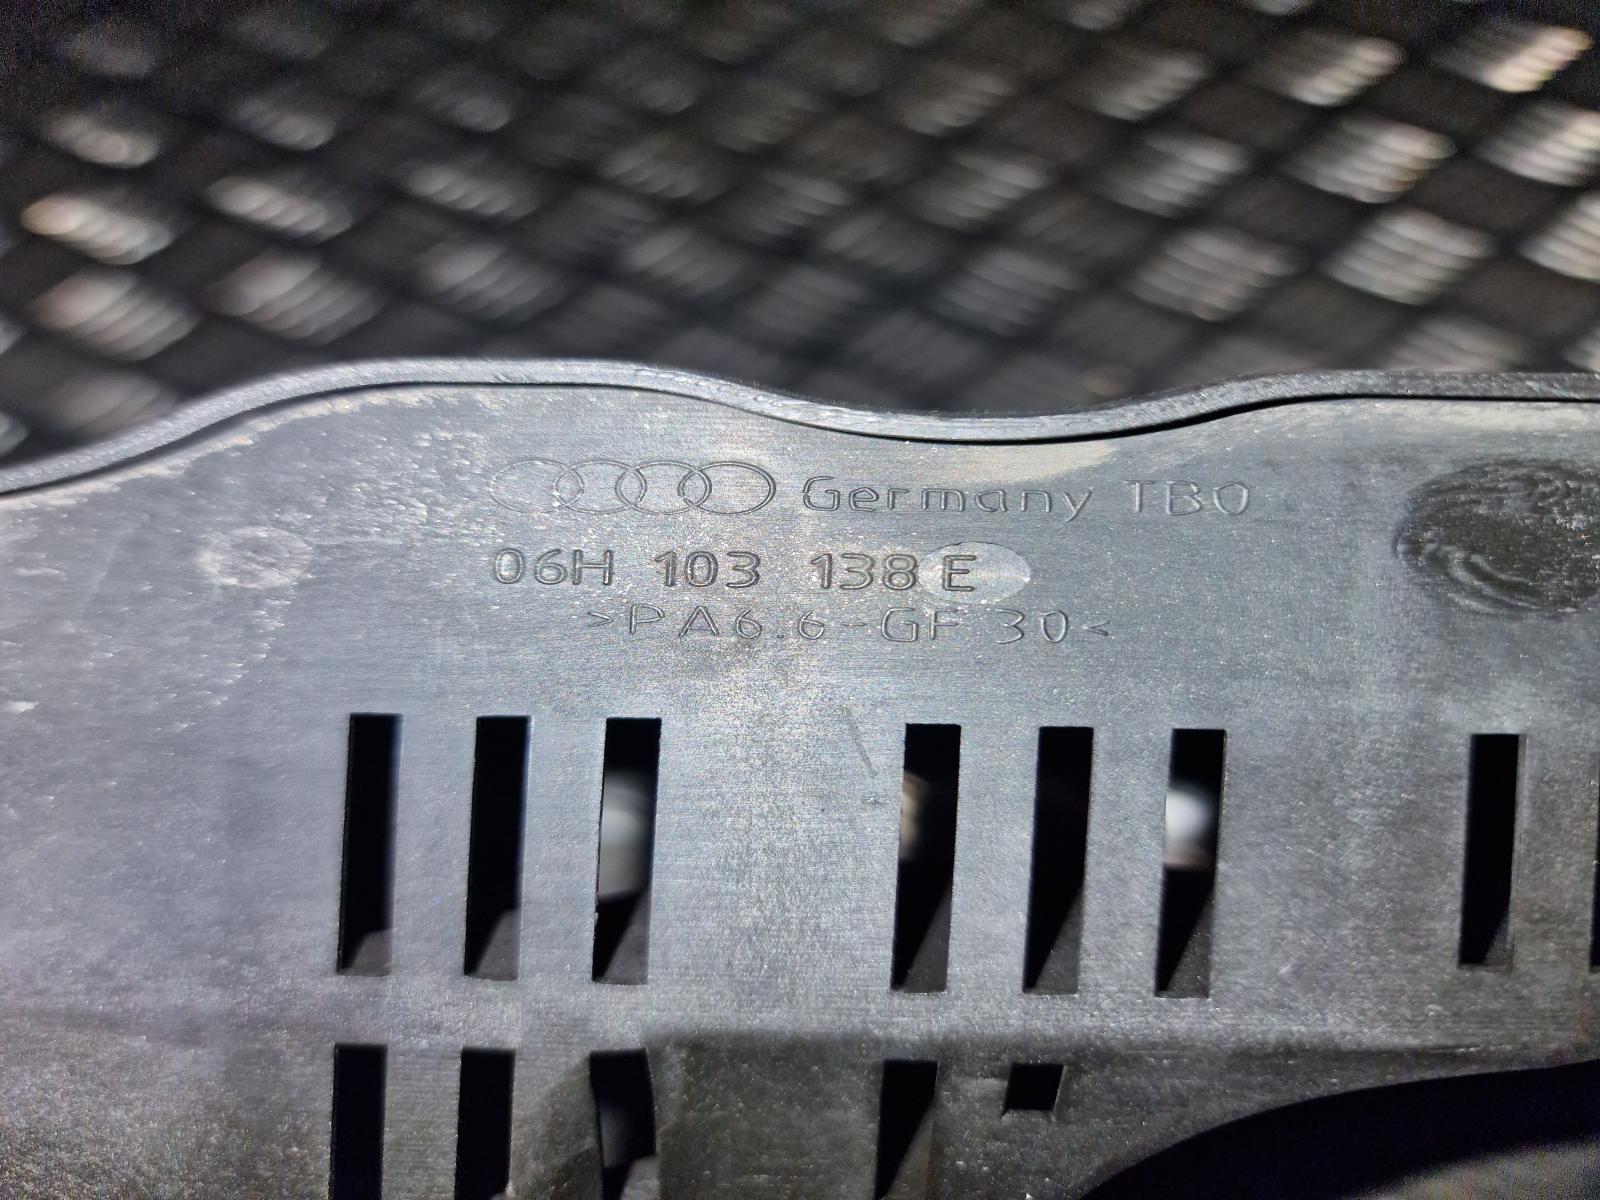 Germany TBO
06H 103 138 E
>PA6.6-GF 30<